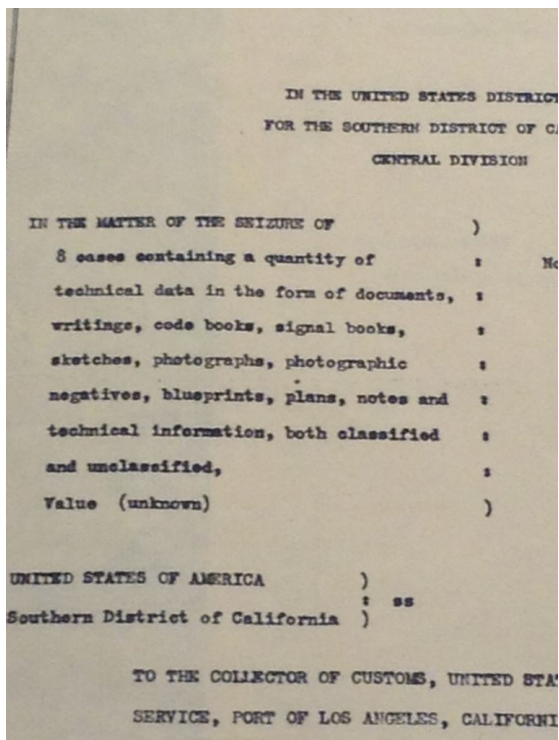 IN THE UNITED STATES DISTRICT
FOR THE SOUTHERN DISTRICT OF
CENTRAL DIVISION
IN THE MATTER OF THE SEIZURE OF )
8 cases containing a quantity of :
technical data in the form of documents, :
writings, code books, signal books, :
sketches, photographs, photographic :
negatives, blueprints, plans, notes and :
technical information, both classified :
and unclassified, :
Value (unknown) )
UNITED STATES OF AMERICA )
: ss
Southern District of California )
TO THE COLLECTOR OF CUSTOMS, UNITED
SERVICE, PORT OF LOS ANGELES,